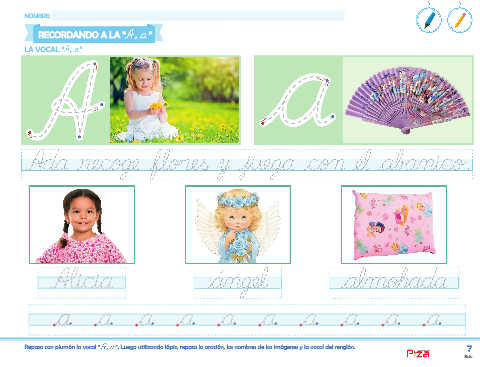 NOMBRE
RECORDANDO A LA "A, a"
LA VOCAL "A, a"
A a
Ada recoge flores y juega con el abanico.
Alicia ángel almohada
a a a a a a a a a a
Repasa con plumón la vocal "A, a". Luego utilizando lápiz, repasa la oración, los nombres de las imágenes y la vocal del renglón.
PIZA
7